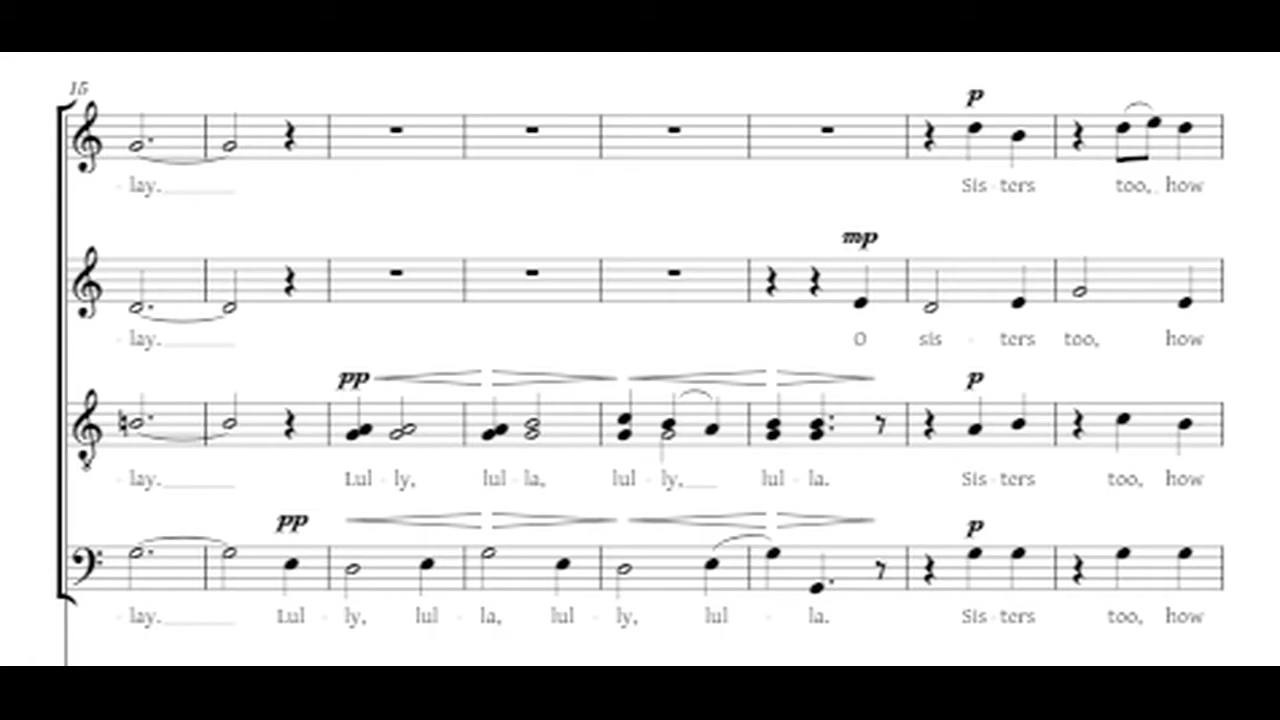 15
p
lay. Sis - ters too, how
mp
lay. O sis - ters too, how
pp p
lay. Lul - ly, lul - la, lul - ly, lul - la. Sis - ters too, how
pp p
lay. Lul - ly, lul - la, lul - ly, lul - la. Sis - ters too, how